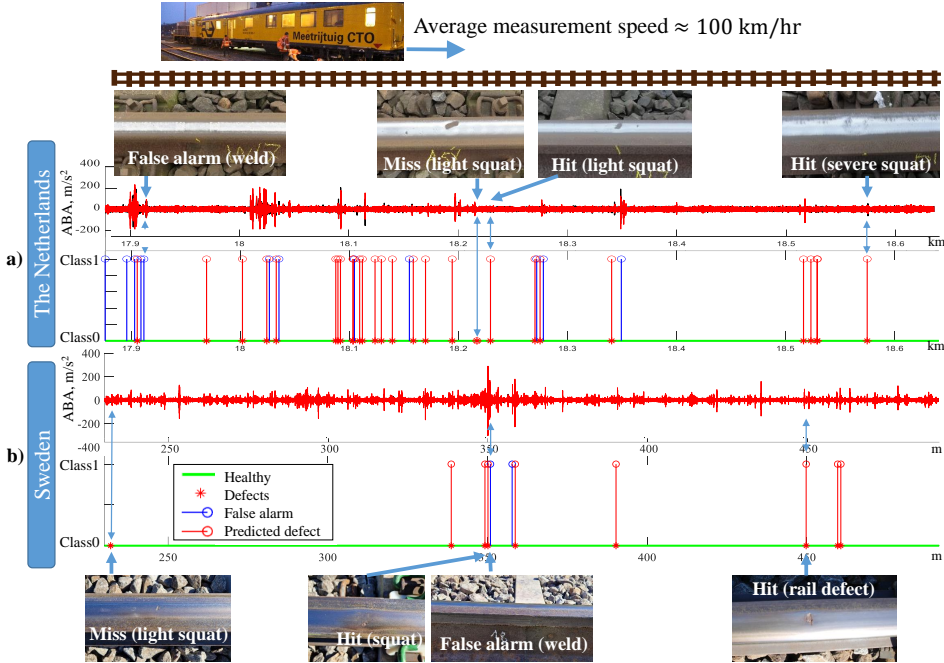 Meetrijtuig CTO
Average measurement speed ≈ 100 km/hr
False alarm (weld)
Miss (light squat)
Hit (light squat)
Hit (severe squat)
a)
The Netherlands
ABA, m/s²
400
200
0
-200
17.9
18
18.1
18.2
18.3
18.4
18.5
18.6
km
Class1
Class0
17.9
18
18.1
18.2
18.3
18.4
18.5
18.6
km
b)
Sweden
ABA, m/s²
400
200
0
-200
-400
250
300
350
400
450
m
Class1
Class0
Healthy
Defects
False alarm
Predicted defect
250
300
350
400
450
m
Miss (light squat)
Hit (squat)
False alarm (weld)
Hit (rail defect)